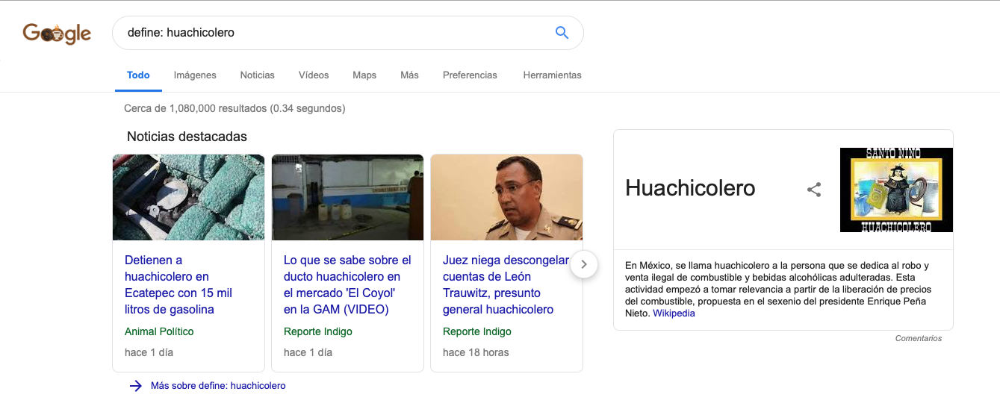 Google
define: huachicolero
Todo Imágenes Noticias Vídeos Maps Más Preferencias Herramientas
Cerca de 1,080,000 resultados (0.34 segundos)
Noticias destacadas
Detienen a
huachicolero en
Ecatepec con 15 mil
litros de gasolina
Animal Político
hace 1 día
Lo que se sabe sobre el
ducto huachicolero en
el mercado 'El Coyol'
en la GAM (VIDEO)
Reporte Indigo
hace 1 día
Juez niega descongelar
cuentas de León
Trauwitz, presunto
general huachicolero
Reporte Indigo
hace 18 horas
Más sobre define: huachicolero
Huachicolero
SANTO NIÑO
HUACHICOLERO
En México, se llama huachicolero a la persona que se dedica al robo y
venta ilegal de combustible y bebidas alcohólicas adulteradas. Esta
actividad empezó a tomar relevancia a partir de la liberación de precios
del combustible, propuesta en el sexenio del presidente Enrique Peña
Nieto. Wikipedia
Comentarios